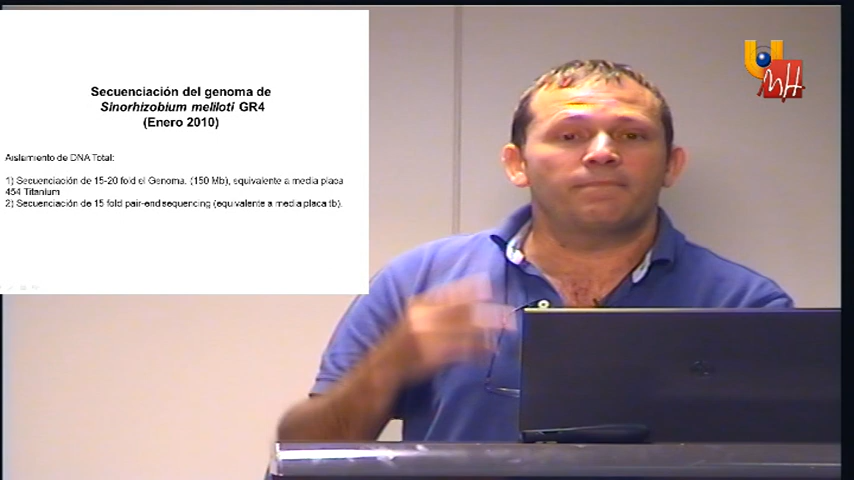 Secuenciación del genoma de
Sinorhizobium meliloti GR4
(Enero 2010)
Aislamiento de DNA Total:
1) Secuenciación de 15-20 fold el Genoma. (150 Mb), equivalente a media placa
454 Titanium
2) Secuenciación de 15 fold pair-end sequencing (equivalente a media placa tb).
U
MH